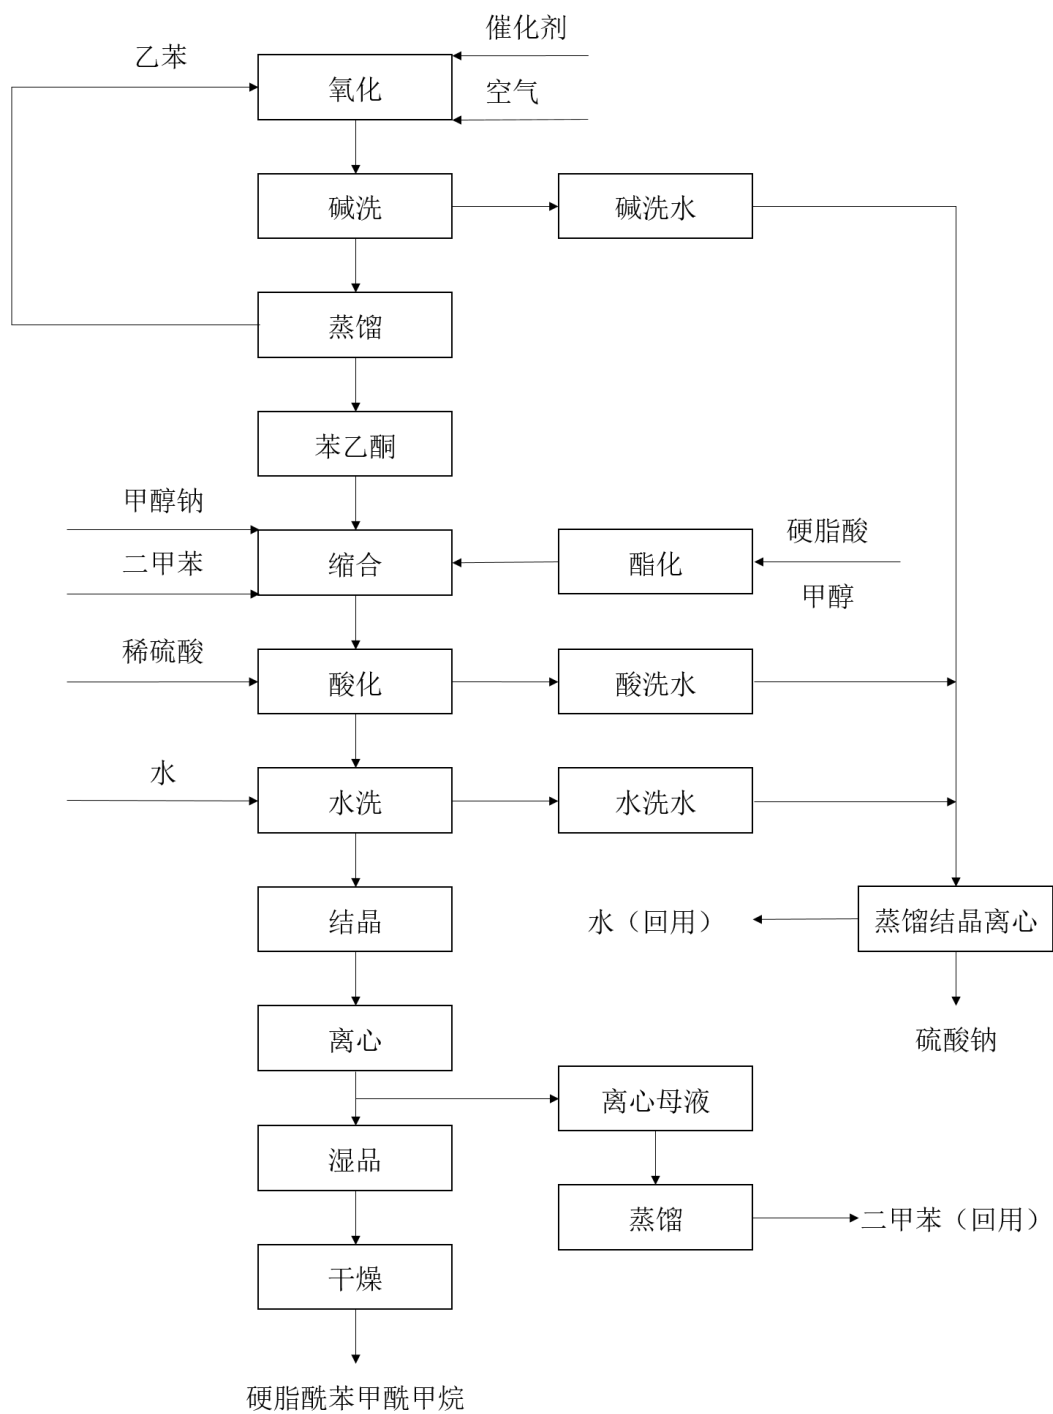 催化剂
乙苯
氧化
空气
碱洗
碱洗水
蒸馏
苯乙酮
甲醇钠
二甲苯
缩合
酯化
硬脂酸
甲醇
稀硫酸
酸化
酸洗水
水
水洗
水洗水
结晶
水（回用）
蒸馏结晶离心
离心
硫酸钠
离心母液
湿品
蒸馏
二甲苯（回用）
干燥
硬脂酰苯甲酰甲烷